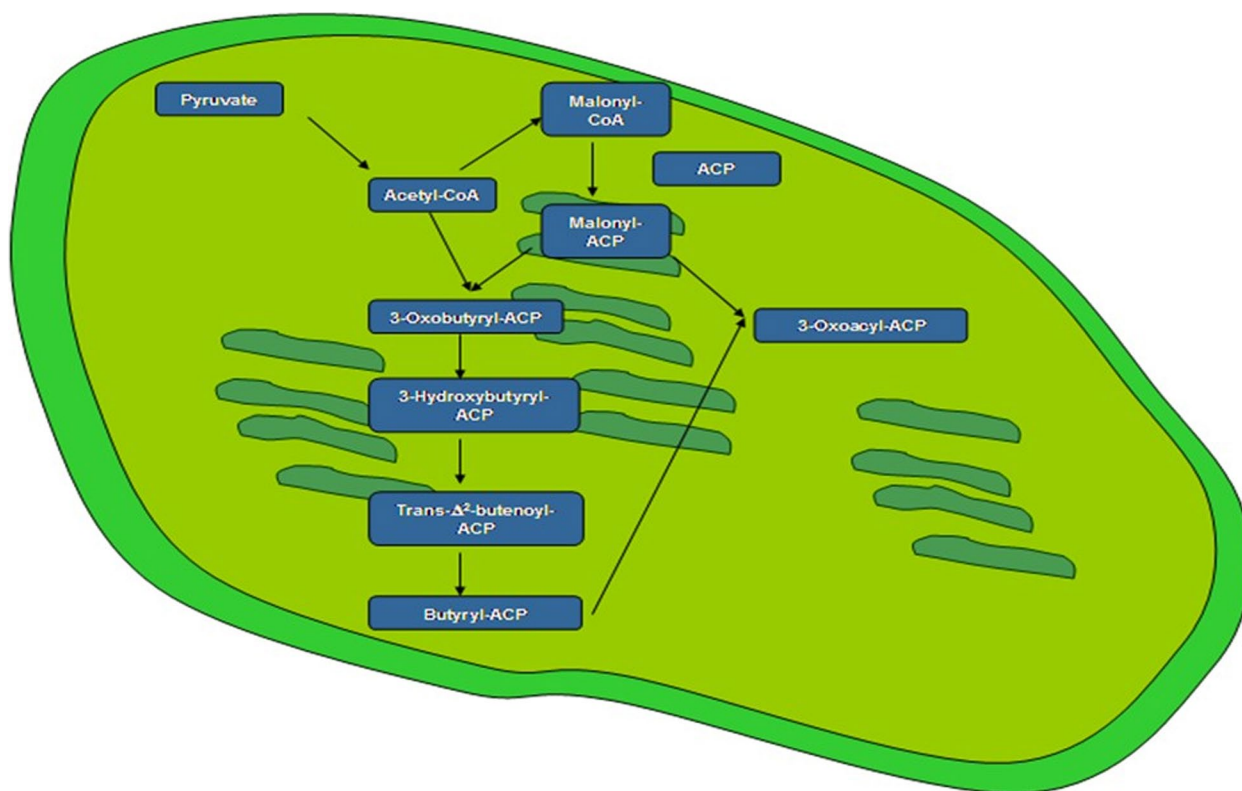 Pyruvate
Malonyl-
CoA
ACP
Acetyl-CoA
Malonyl-
ACP
3-Oxobutyryl-ACP
3-Oxoacyl-ACP
3-Hydroxybutyryl-
ACP
Trans-Δ²-butenoyl-
ACP
Butyryl-ACP